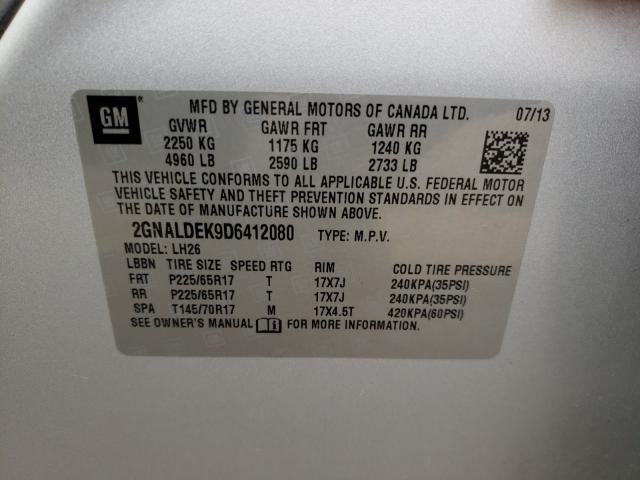 GM ®
MFD BY GENERAL MOTORS OF CANADA LTD. 07/13
GVWR GAWR FRT GAWR RR
2250 KG 1175 KG 1240 KG
4960 LB 2590 LB 2733 LB
THIS VEHICLE CONFORMS TO ALL APPLICABLE U.S. FEDERAL MOTOR
VEHICLE SAFETY AND THEFT PREVENTION STANDARDS IN EFFECT ON
THE DATE OF MANUFACTURE SHOWN ABOVE.
2GNALDEK9D6412080 TYPE: M.P.V.
MODEL: LH26
LBBN TIRE SIZE SPEED RTG RIM COLD TIRE PRESSURE
FRT P225/65R17 T 17X7J 240KPA(35PSI)
RR P225/65R17 T 17X7J 240KPA(35PSI)
SPA T145/70R17 M 17X4.5T 420KPA(60PSI)
SEE OWNER'S MANUAL FOR MORE INFORMATION.